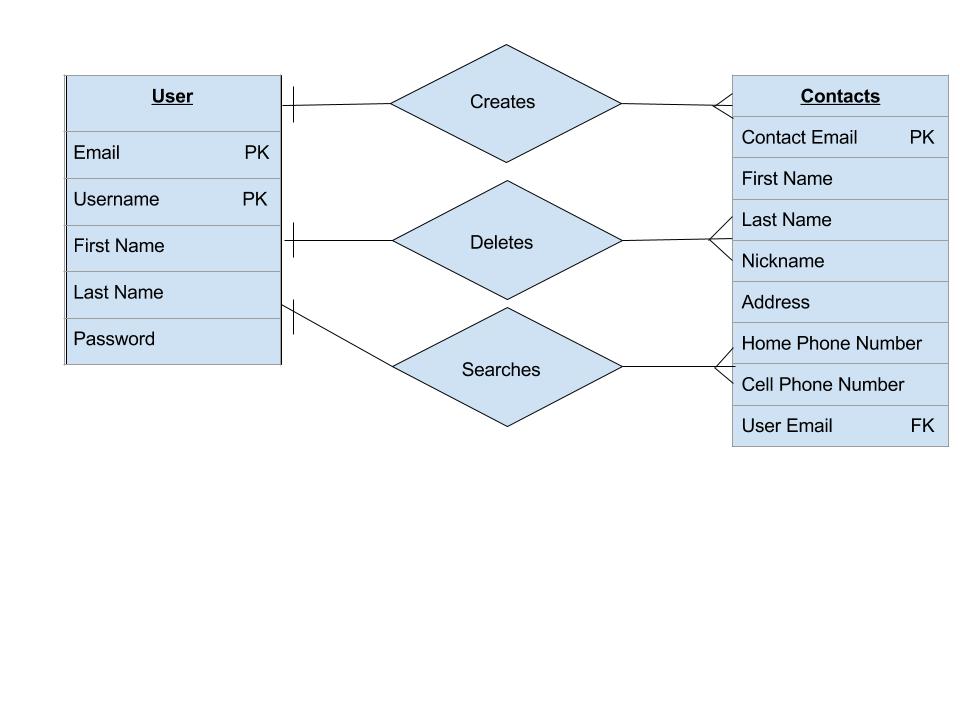 User
Email PK
Username PK
First Name
Last Name
Password
Creates
Deletes
Searches
Contacts
Contact Email PK
First Name
Last Name
Nickname
Address
Home Phone Number
Cell Phone Number
User Email FK